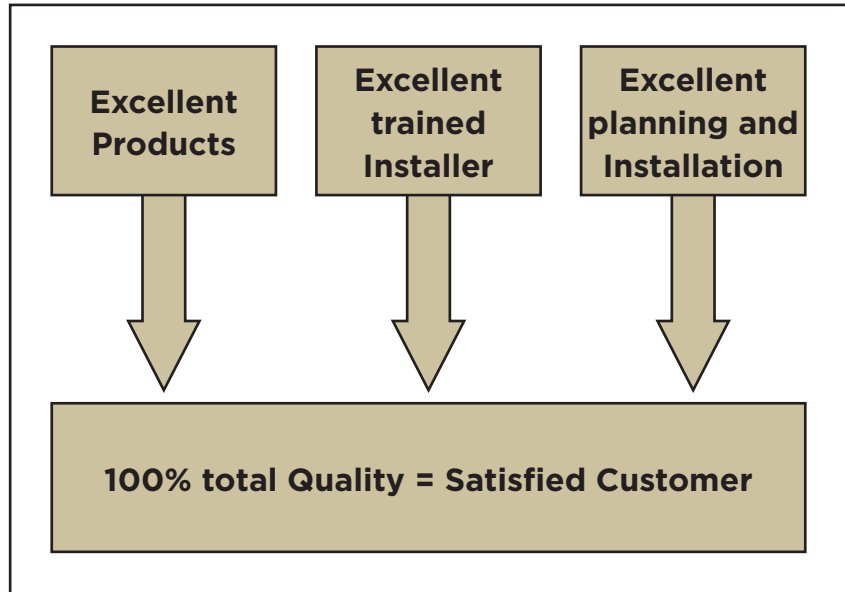 Excellent
Products
Excellent
trained
Installer
Excellent
planning and
Installation
100% total Quality = Satisfied Customer